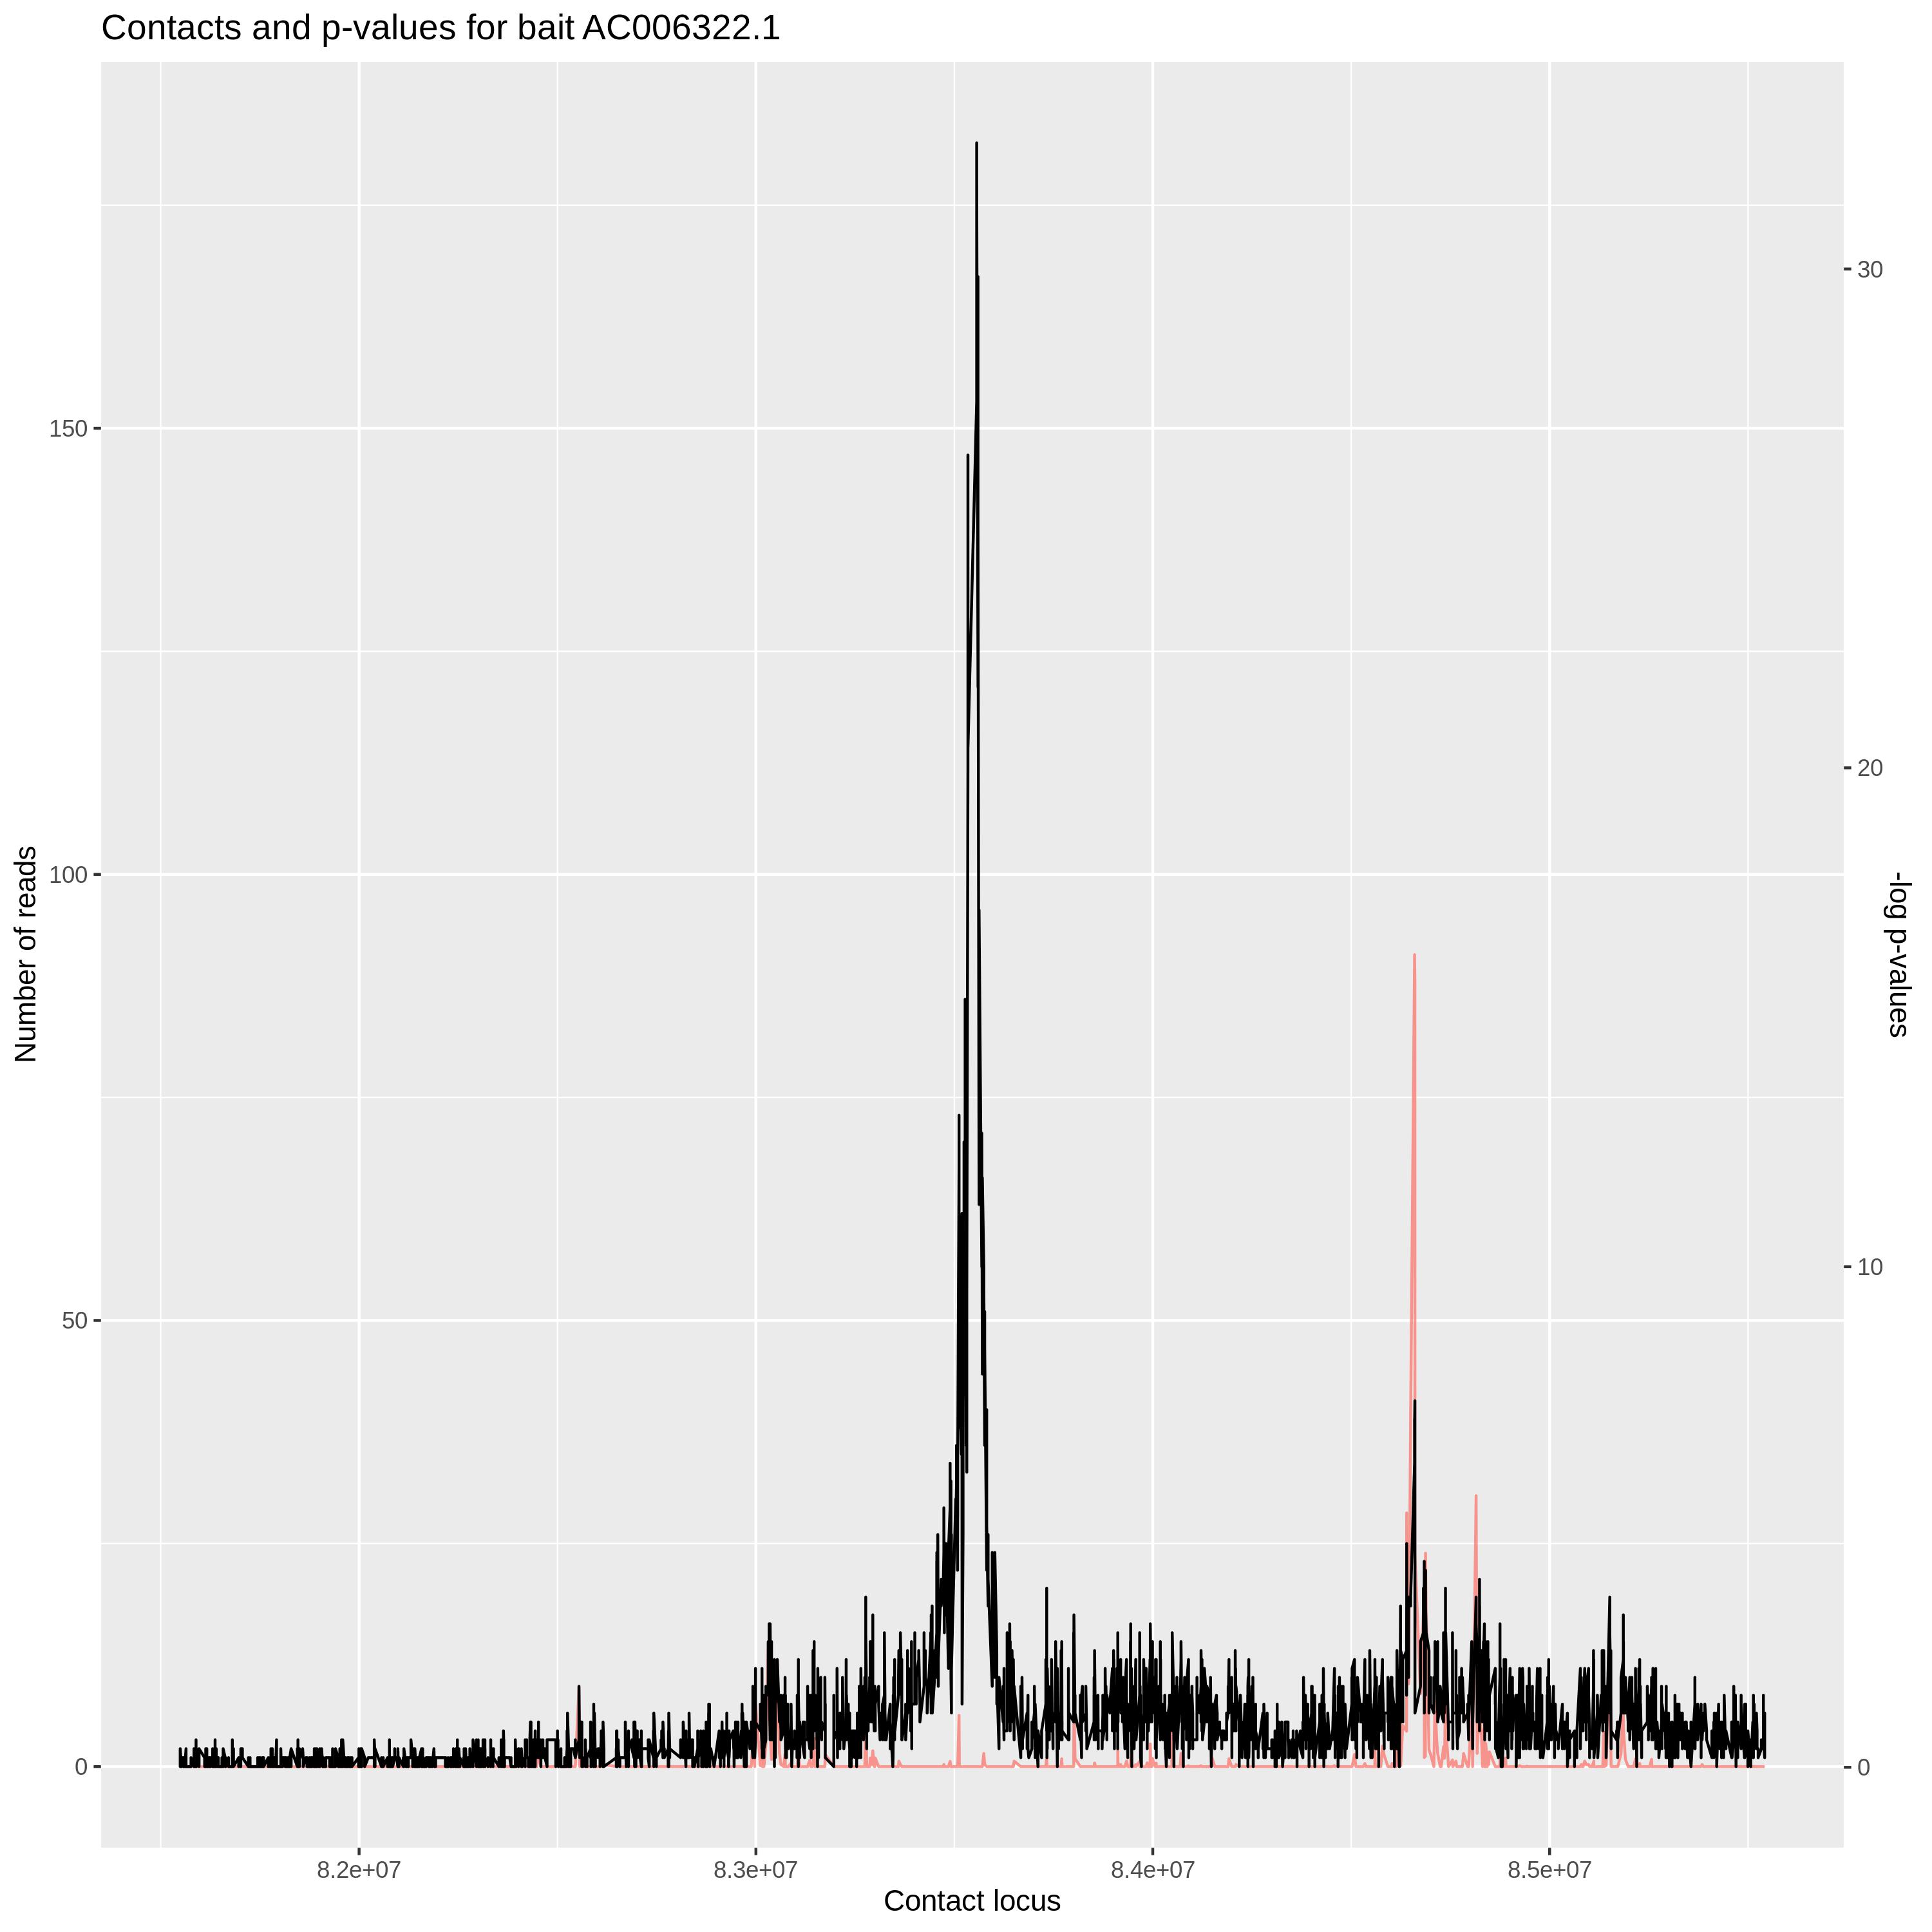 Contacts and p-values for bait AC006322.1
150
100
50
0
Number of reads
30
20
10
0
-log p-values
8.2e+07
8.3e+07
8.4e+07
8.5e+07
Contact locus